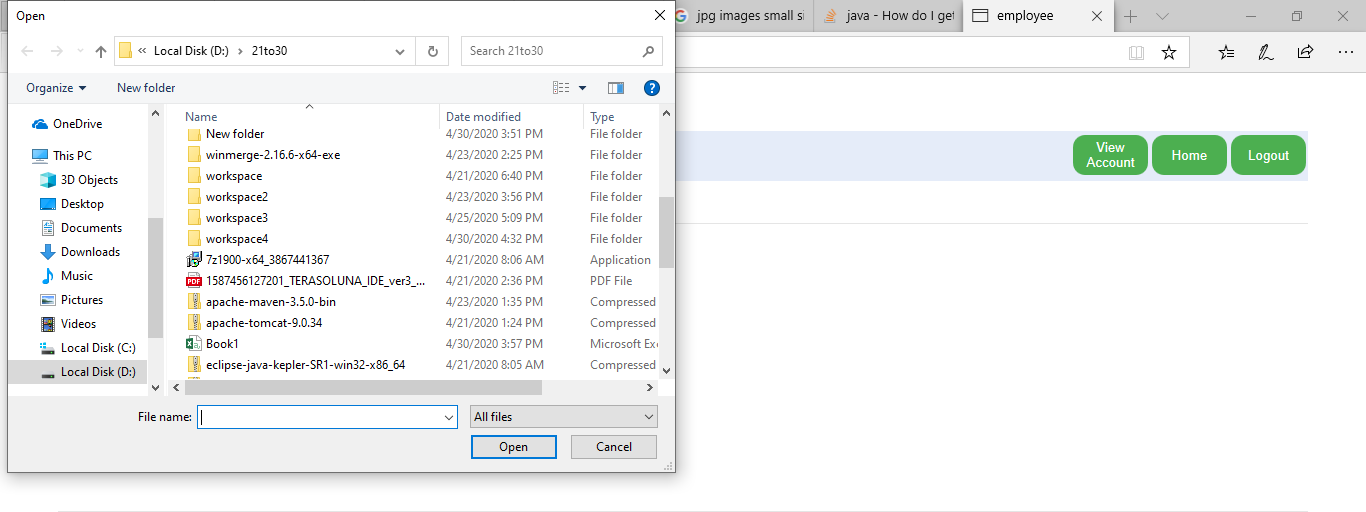 Open
jpg images small si
java - How do I get
employee
« Local Disk (D:) > 21to30
Search 21to30
Organize
New folder
OneDrive
This PC
3D Objects
Desktop
Documents
Downloads
Music
Pictures
Videos
Local Disk (C:)
Local Disk (D:)
Name Date modified Type
New folder 4/30/2020 3:51 PM File folder
winmerge-2.16.6-x64-exe 4/23/2020 2:25 PM File folder
workspace 4/21/2020 6:40 PM File folder
workspace2 4/23/2020 3:56 PM File folder
workspace3 4/25/2020 5:09 PM File folder
workspace4 4/30/2020 4:32 PM File folder
7z1900-x64_3867441367 4/21/2020 8:06 AM Application
PDF 1587456127201_TERASOLUNA_IDE_ver3_... 4/21/2020 2:36 PM PDF File
apache-maven-3.5.0-bin 4/23/2020 1:35 PM Compressed
apache-tomcat-9.0.34 4/21/2020 1:24 PM Compressed
Book1 4/30/2020 3:57 PM Microsoft Ex
eclipse-java-kepler-SR1-win32-x86_64 4/21/2020 8:05 AM Compressed
File name:
All files
Open
Cancel
View
Account
Home
Logout